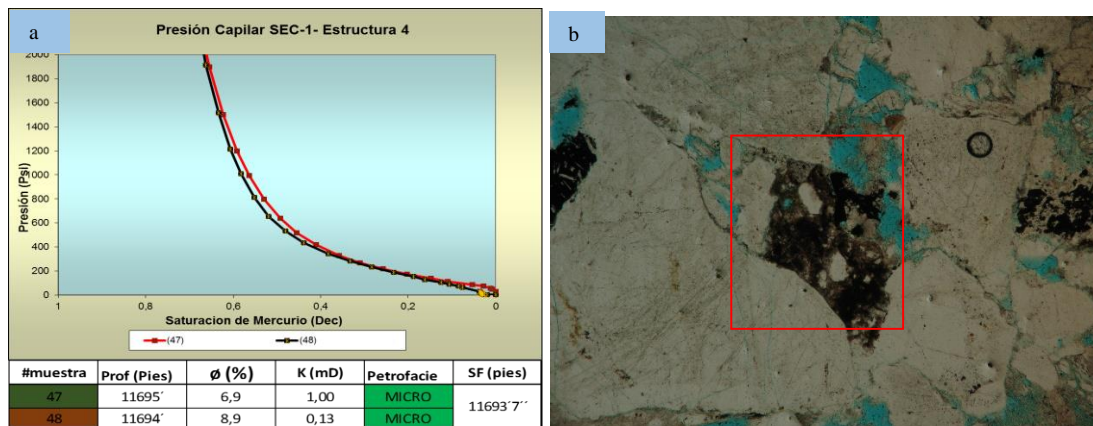 a
Presión Capilar SEC-1- Estructura 4
2000
1800
1600
1400
1200
1000
800
600
400
200
0
Presión (Psi)
1 0,8 0,6 0,4 0,2 0
Saturacion de Mercurio (Dec)
(47) (48)
#muestra Prof (Pies) ø (%) K (mD) Petrofacie SF (pies)
47 11695´ 6,9 1,00 MICRO 11693´7´´
48 11694´ 8,9 0,13 MICRO
b